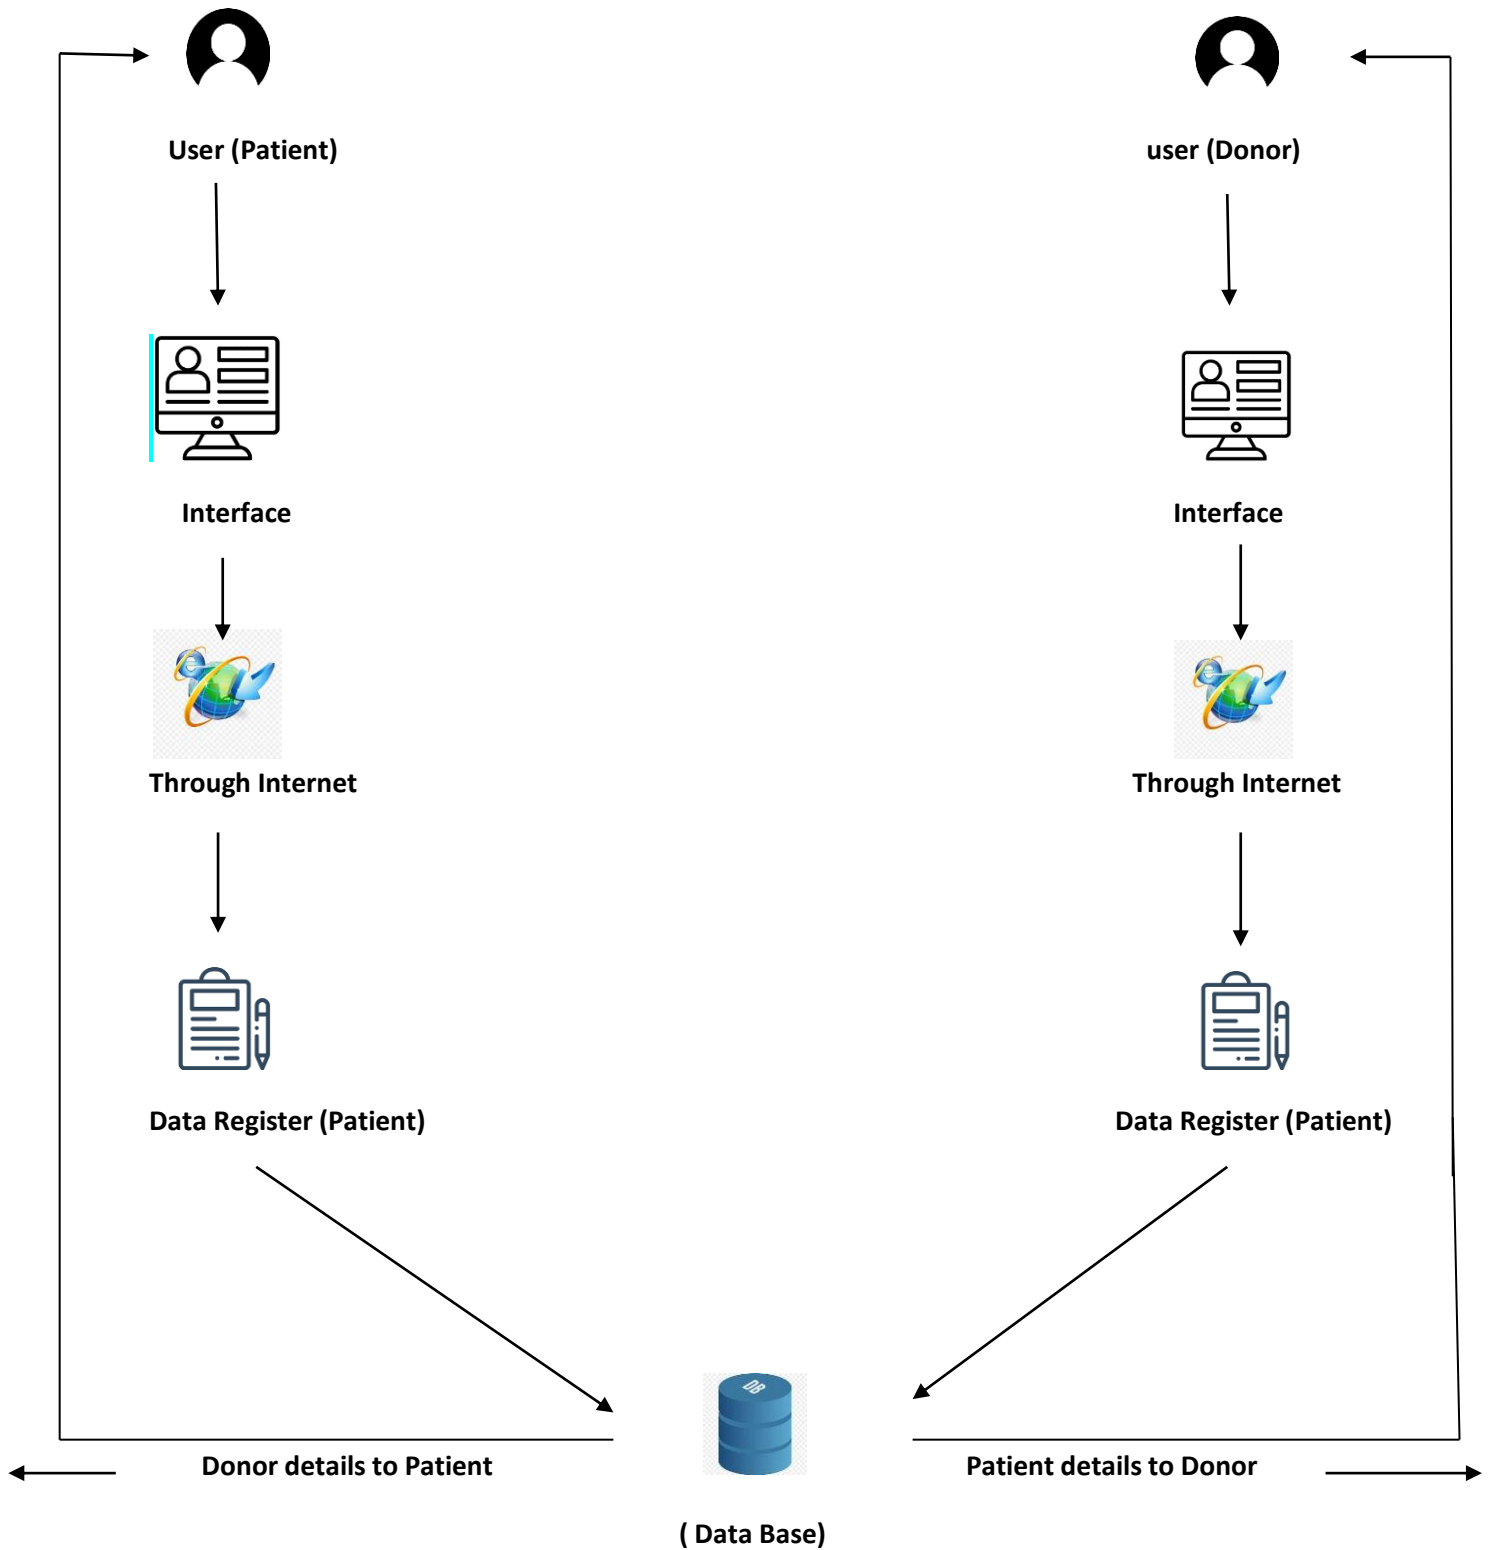 User (Patient)
user (Donor)
Interface
Interface
Through Internet
Through Internet
Data Register (Patient)
Data Register (Patient)
DB
Donor details to Patient
Patient details to Donor
( Data Base)